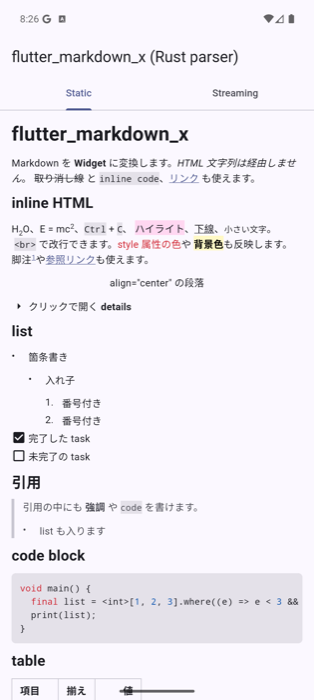 8:26 G A
flutter_markdown_x (Rust parser)
Static Streaming
flutter_markdown_x
Markdown を Widget に変換します。HTML 文字列は経由しませ
ん。 取り消し線 と inline code、リンク も使えます。
inline HTML
H₂O、E = mc²、Ctrl + C、 ハイライト、下線、小さい文字。
<br> で改行できます。style 属性の色や 背景色も反映します。
脚注¹や参照リンクも使えます。
align="center" の段落
クリックで開く details
list
• 箇条書き
• 入れ子
1. 番号付き
2. 番号付き
完了した task
未完了の task
引用
引用の中にも 強調 や code を書けます。
• list も入ります
code block
void main() {
  final list = <int>[1, 2, 3].where((e) => e < 3 &&
  print(list);
}
table
項目 揃え 値